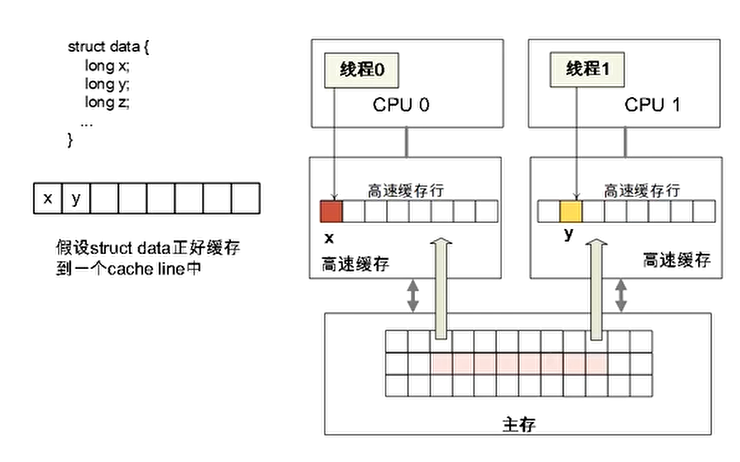 struct data {
long x;
long y;
long z;
...
}
x y
假设struct data正好缓存
到一个cache line中
线程0
CPU 0
高速缓存行
x
高速缓存
线程1
CPU 1
高速缓存行
y
高速缓存
主存